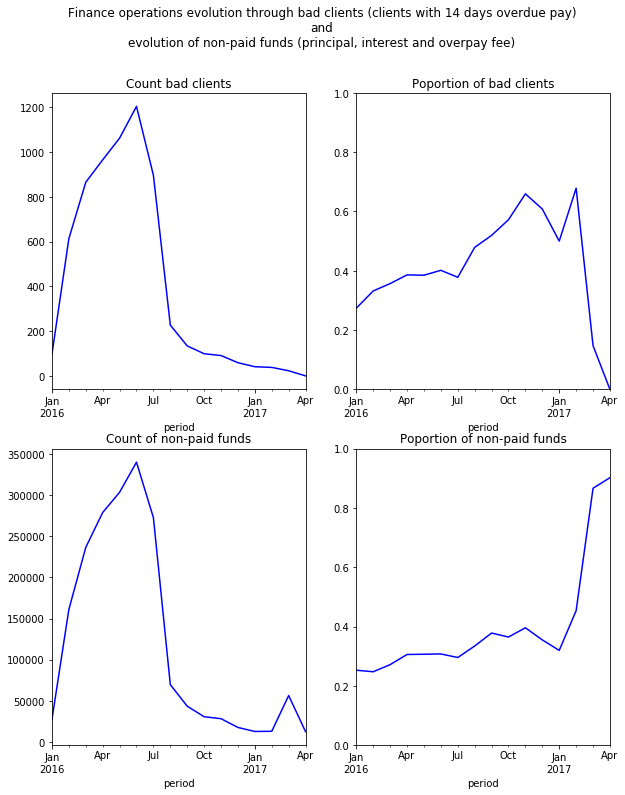 Finance operations evolution through bad clients (clients with 14 days overdue pay)
and
evolution of non-paid funds (principal, interest and overpay fee)
Count bad clients
1200
1000
800
600
400
200
0
Jan
2016
Apr
Jul
Oct
Jan
2017
Apr
period
Poportion of bad clients
1.0
0.8
0.6
0.4
0.2
0.0
Jan
2016
Apr
Jul
Oct
Jan
2017
Apr
period
Count of non-paid funds
350000
300000
250000
200000
150000
100000
50000
0
Jan
2016
Apr
Jul
Oct
Jan
2017
Apr
period
Poportion of non-paid funds
1.0
0.8
0.6
0.4
0.2
0.0
Jan
2016
Apr
Jul
Oct
Jan
2017
Apr
period